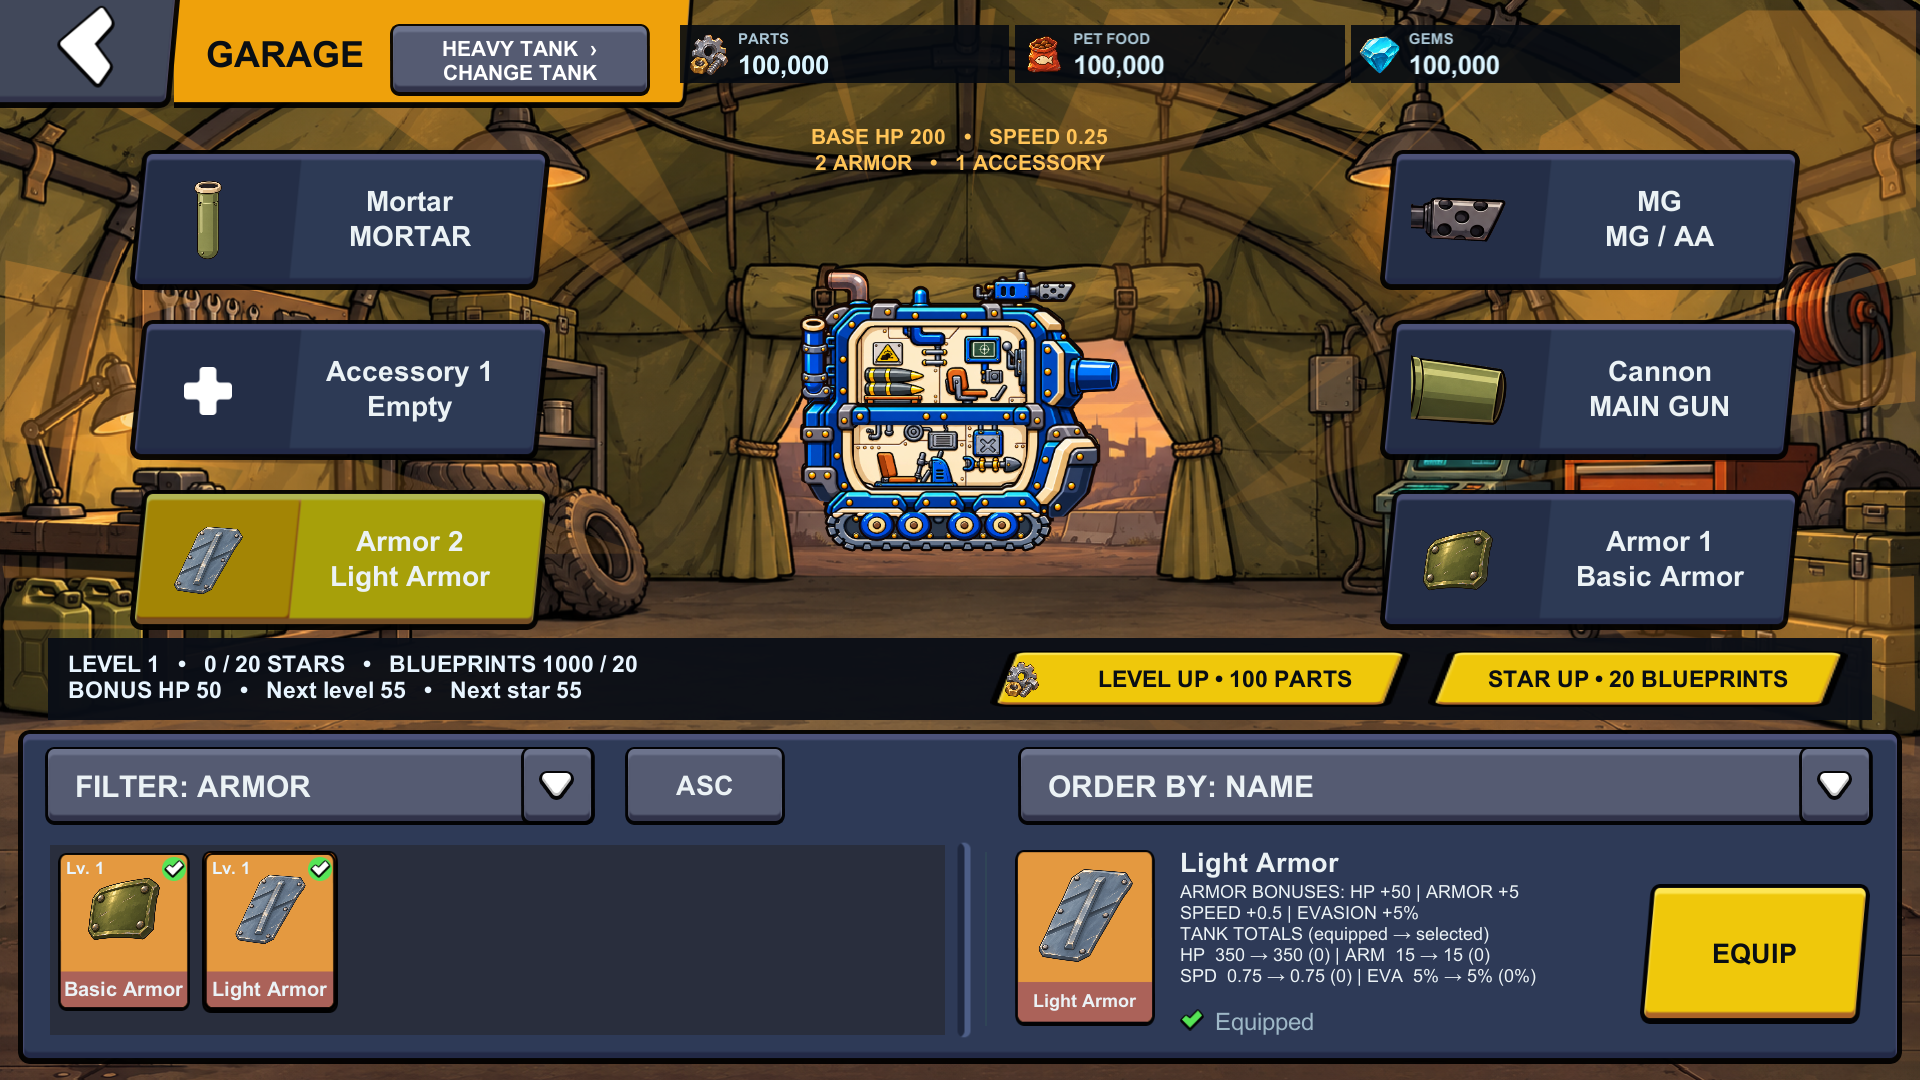 GARAGE
HEAVY TANK ›
CHANGE TANK
PARTS
100,000
PET FOOD
100,000
GEMS
100,000
BASE HP 200 • SPEED 0.25
2 ARMOR • 1 ACCESSORY
Mortar
MORTAR
MG
MG / AA
Accessory 1
Empty
Cannon
MAIN GUN
Armor 2
Light Armor
Armor 1
Basic Armor
LEVEL 1 • 0 / 20 STARS • BLUEPRINTS 1000 / 20
BONUS HP 50 • Next level 55 • Next star 55
LEVEL UP • 100 PARTS
STAR UP • 20 BLUEPRINTS
FILTER: ARMOR
ASC
ORDER BY: NAME
Lv. 1
Basic Armor
Lv. 1
Light Armor
Light Armor
Light Armor
ARMOR BONUSES: HP +50 | ARMOR +5
SPEED +0.5 | EVASION +5%
TANK TOTALS (equipped → selected)
HP 350 → 350 (0) | ARM 15 → 15 (0)
SPD 0.75 → 0.75 (0) | EVA 5% → 5% (0%)
Equipped
EQUIP